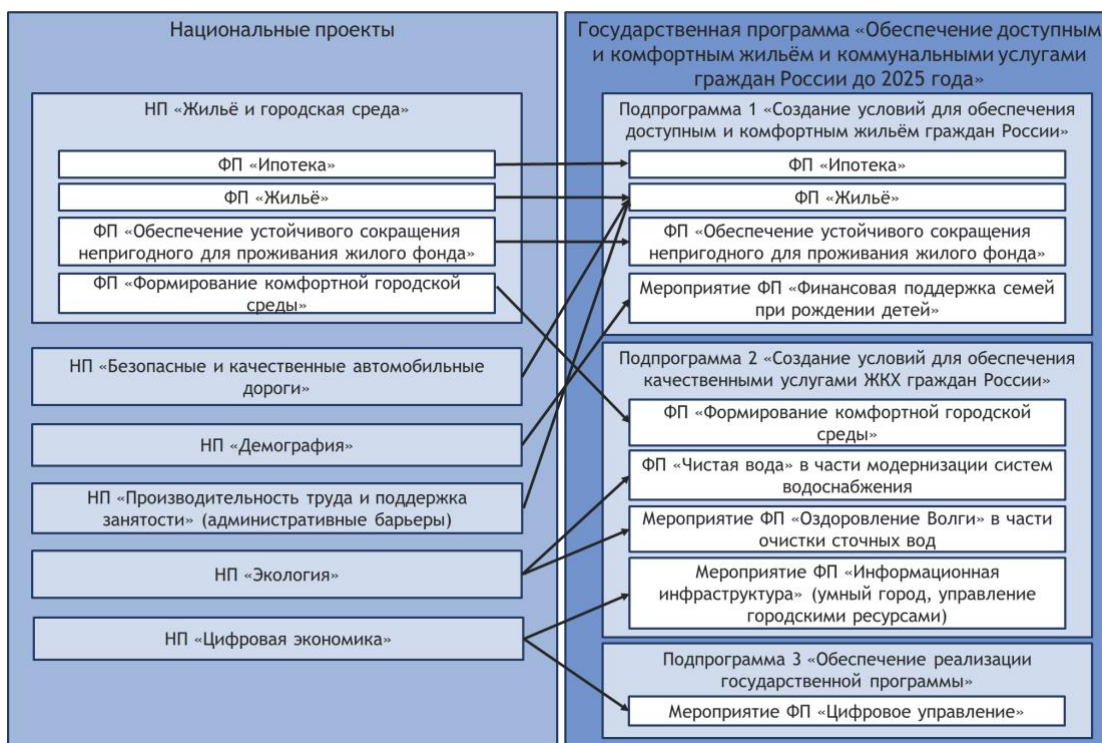 Национальные проекты
НП «Жильё и городская среда»
ФП «Ипотека»
ФП «Жильё»
ФП «Обеспечение устойчивого сокращения
непригодного для проживания жилого фонда»
ФП «Формирование комфортной городской
среды»
НП «Безопасные и качественные автомобильные
дороги»
НП «Демография»
НП «Производительность труда и поддержка
занятости» (административные барьеры)
НП «Экология»
НП «Цифровая экономика»
Государственная программа «Обеспечение доступным
и комфортным жильём и коммунальными услугами
граждан России до 2025 года»
Подпрограмма 1 «Создание условий для обеспечения
доступным и комфортным жильём граждан России»
ФП «Ипотека»
ФП «Жильё»
ФП «Обеспечение устойчивого сокращения
непригодного для проживания жилого фонда»
Мероприятие ФП «Финансовая поддержка семей
при рождении детей»
Подпрограмма 2 «Создание условий для обеспечения
качественными услугами ЖКХ граждан России»
ФП «Формирование комфортной городской
среды»
ФП «Чистая вода» в части модернизации систем
водоснабжения
Мероприятие ФП «Оздоровление Волги» в части
очистки сточных вод
Мероприятие ФП «Информационная
инфраструктура» (умный город, управление
городскими ресурсами)
Подпрограмма 3 «Обеспечение реализации
государственной программы»
Мероприятие ФП «Цифровое управление»